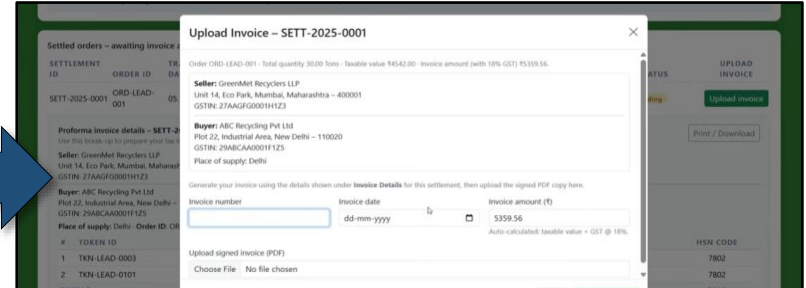 Upload Invoice – SETT-2025-0001
Order ORD-LEAD-001 · Total quantity 30.00 Tons · Taxable value ₹4542.00 · Invoice amount (with 18% GST) ₹5359.56.
Seller: GreenMet Recyclers LLP
Unit 14, Eco Park, Mumbai, Maharashtra – 400001
GSTIN: 27AAGFG0001H1Z3
Buyer: ABC Recycling Pvt Ltd
Plot 22, Industrial Area, New Delhi – 110020
GSTIN: 29ABCAA0001F1Z5
Place of supply: Delhi
Generate your invoice using the details shown under Invoice Details for this settlement, then upload the signed PDF copy here.
Invoice number
Invoice date
Invoice amount (₹)
dd-mm-yyyy
5359.56
Auto-calculated: taxable value + GST @ 18%.
Upload signed invoice (PDF)
Choose File No file chosen
Settled orders – awaiting invoice
SETTLEMENT ID
ORDER ID
UPLOAD INVOICE
SETT-2025-0001
ORD-LEAD-001
05.
Upload invoice
Proforma invoice details –
Print / Download
Use this break-up to prepare your tax
Seller: GreenMet Recyclers LLP
Unit 14, Eco Park, Mumbai,
GSTIN: 27AAGFG0001H1Z3
Buyer: ABC Recycling Pvt Ltd
Plot 22, Industrial Area, New Delhi –
GSTIN: 29ABCAA0001F1Z5
Place of supply: Delhi · Order ID:
# TOKEN ID HSN CODE
1 TKN-LEAD-0003 7802
2 TKN-LEAD-0101 7802